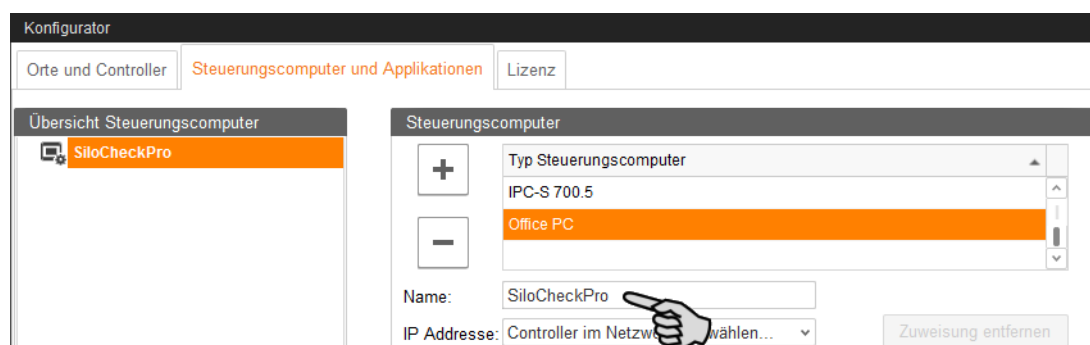 Konfigurator
Orte und Controller
Steuerungscomputer und Applikationen
Lizenz
Übersicht Steuerungscomputer
SiloCheckPro
Steuerungscomputer
Typ Steuerungscomputer
IPC-S 700.5
Office PC
Name:
SiloCheckPro
IP Addresse:
Controller im Netzw wählen...
Zuweisung entfernen